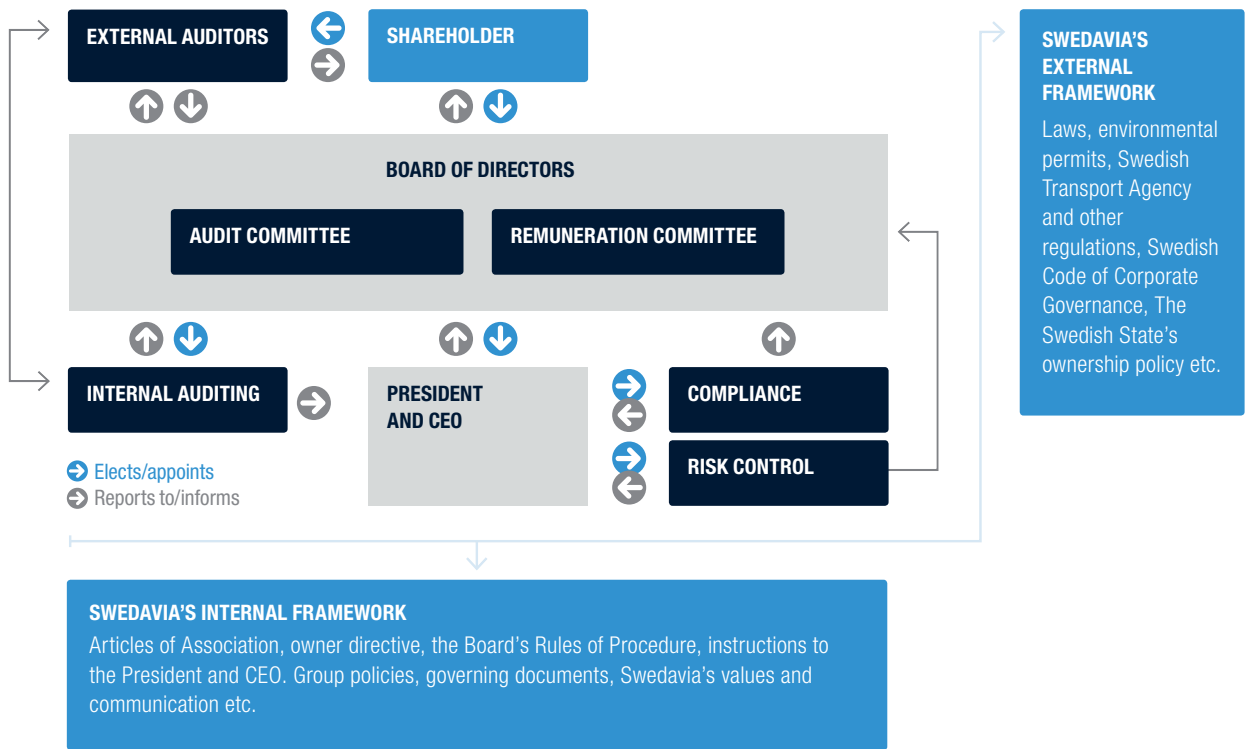 EXTERNAL AUDITORS
SHAREHOLDER
BOARD OF DIRECTORS
AUDIT COMMITTEE
REMUNERATION COMMITTEE
INTERNAL AUDITING
PRESIDENT
AND CEO
COMPLIANCE
RISK CONTROL
Elects/appoints
Reports to/informs
SWEDAVIA'S
EXTERNAL
FRAMEWORK
Laws, environmental
permits, Swedish
Transport Agency
and other
regulations, Swedish
Code of Corporate
Governance, The
Swedish State's
ownership policy etc.
SWEDAVIA'S INTERNAL FRAMEWORK
Articles of Association, owner directive, the Board's Rules of Procedure, instructions to
the President and CEO. Group policies, governing documents, Swedavia's values and
communication etc.